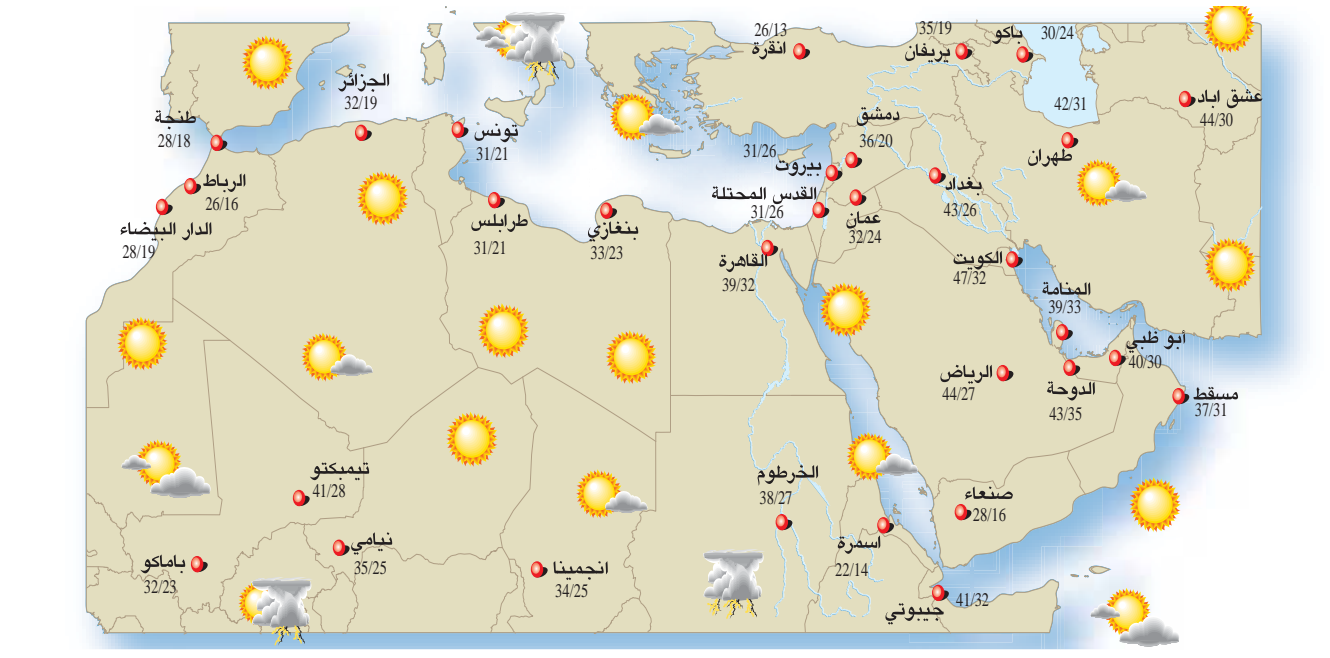 26/13
انقرة
35/19
يريفان
باكو
30/24
42/31
عشق اباد
44/30
الجزائر
32/19
طنجة
28/18
تونس
31/21
دمشق
36/20
31/26
بيروت
طهران
بغداد
43/26
الرباط
26/16
القدس المحتلة
31/26
عمان
32/24
الدار البيضاء
28/19
طرابلس
31/21
بنغازي
33/23
القاهرة
39/32
الكويت
47/32
المنامة
39/33
أبو ظبي
40/30
الرياض
44/27
الدوحة
43/35
مسقط
37/31
تيمبكتو
41/28
الخرطوم
38/27
صنعاء
28/16
اسمرة
22/14
نيامي
35/25
باماكو
32/23
انجمينا
34/25
41/32
جيبوتي